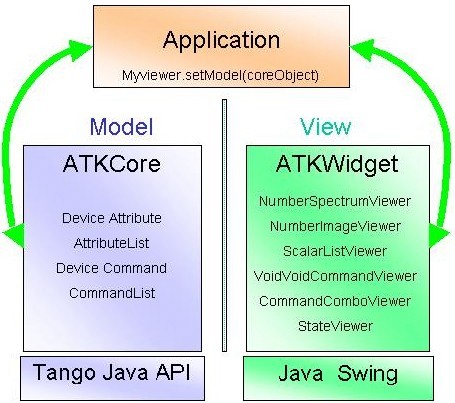 Application
Myviewer.setModel(coreObject)
Model
View
ATKCore
Device Attribute
AttributeList
Device Command
CommandList
ATKWidget
NumberSpectrumViewer
NumberImageViewer
ScalarListViewer
VoidVoidCommandViewer
CommandComboViewer
StateViewer
Tango Java API
Java Swing